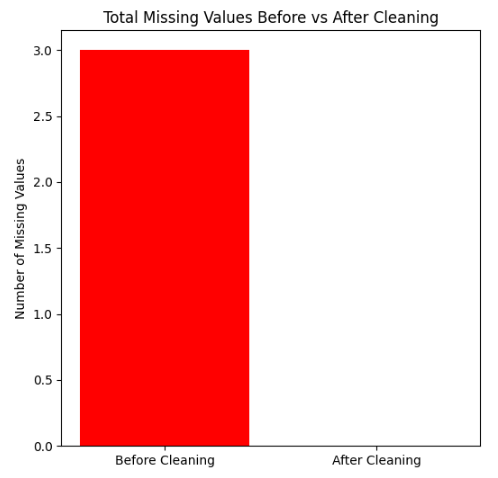 Total Missing Values Before vs After Cleaning
3.0
2.5
2.0
1.5
1.0
0.5
0.0
Number of Missing Values
Before Cleaning
After Cleaning